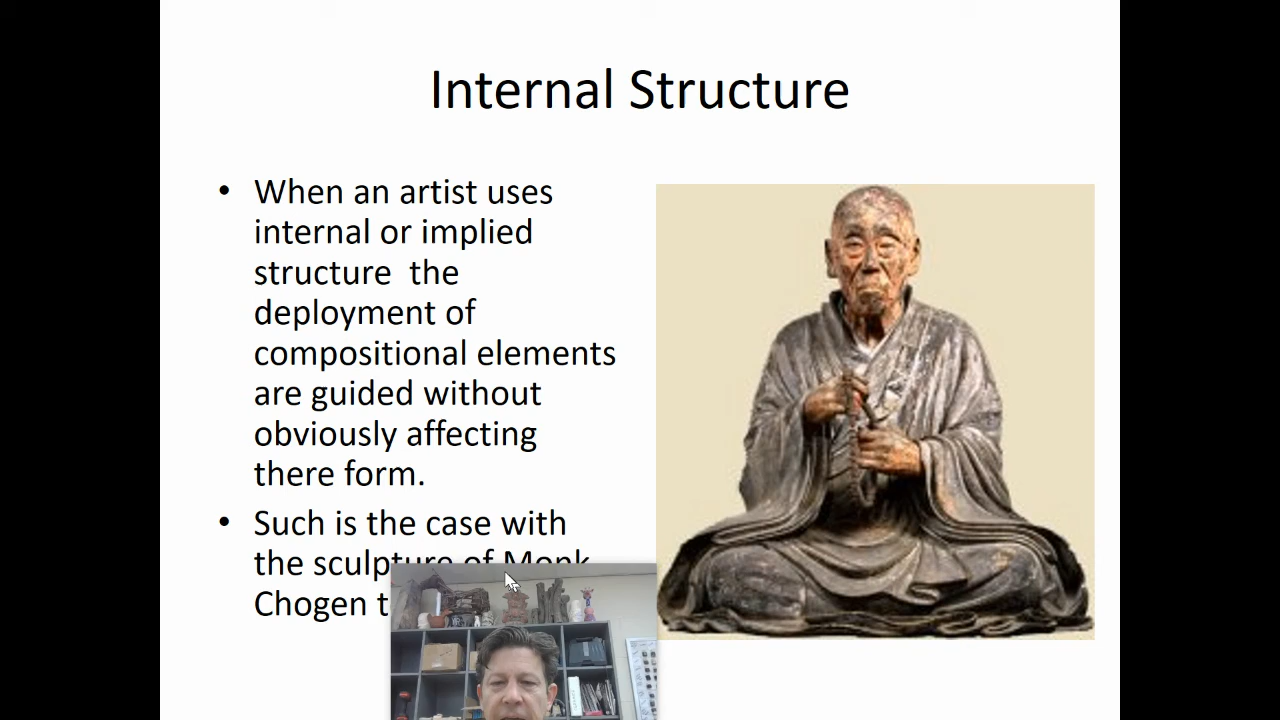 Internal Structure
• When an artist uses
internal or implied
structure  the
deployment of
compositional elements
are guided without
obviously affecting
there form.
• Such is the case with
the sculpture of Monk
Chogen t